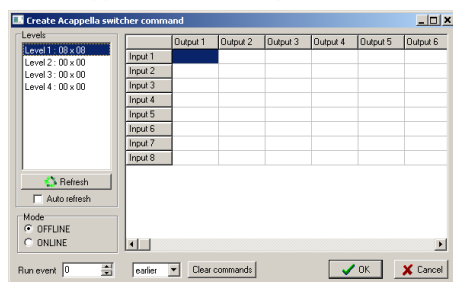 Create Acappella switcher command
Levels
Level 1 : 08 x 08
Level 2 : 00 x 00
Level 3 : 00 x 00
Level 4 : 00 x 00
Output 1 Output 2 Output 3 Output 4 Output 5 Output 6
Input 1
Input 2
Input 3
Input 4
Input 5
Input 6
Input 7
Input 8
Refresh
Auto refresh
Mode
OFFLINE
ONLINE
Run event 0 earlier Clear commands OK Cancel